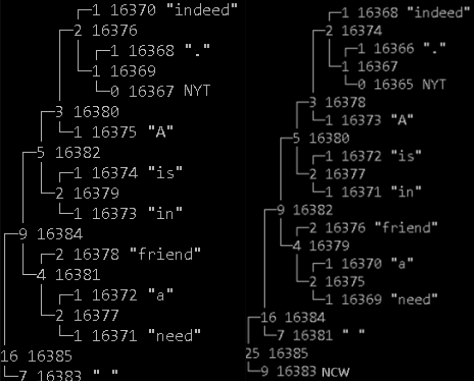 ┌─1 16370 "indeed"
┌─2 16376
│ ┌─1 16368 "."
└─1 16369
└─0 16367 NYT
┌─3 16380
└─1 16375 "A"
┌─5 16382
┌─1 16374 "is"
└─2 16379
└─1 16373 "in"
┌─9 16384
┌─2 16378 "friend"
└─4 16381
┌─1 16372 "a"
└─2 16377
└─1 16371 "need"
16 16385
└─7 16383 " "
┌─1 16368 "indeed"
┌─2 16374
┌─1 16366 "."
└─1 16367
└─0 16365 NYT
┌─3 16378
└─1 16373 "A"
┌─5 16380
┌─1 16372 "is"
└─2 16377
└─1 16371 "in"
┌─9 16382
┌─2 16376 "friend"
└─4 16379
┌─1 16370 "a"
└─2 16375
└─1 16369 "need"
┌─16 16384
└─7 16381 " "
25 16385
└─9 16383 NCW